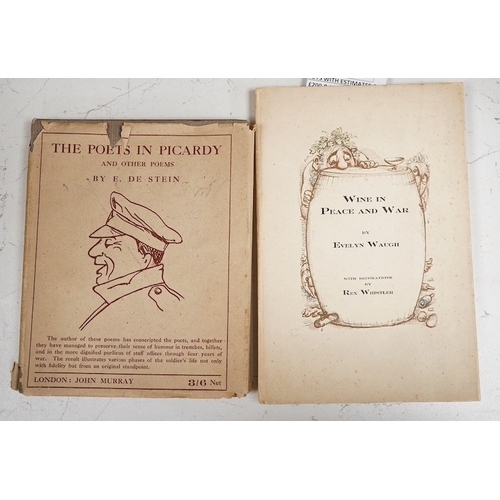 THE POETS IN PICARDY
AND OTHER POEMS
BY E. DE STEIN
The author of these poems has conscripted the poets, and together
they have managed to preserve their sense of humour in trenches, billets,
and in the more dignified purlieus of staff offices through four years of
war. The result illustrates various phases of the soldier's life not only
with fidelity but from an original standpoint.
LONDON: JOHN MURRAY 3/6 Net
WITH ESTIMATES
£200
WINE IN
PEACE AND WAR
BY
EVELYN WAUGH
WITH DECORATIONS
BY
REX WHISTLER